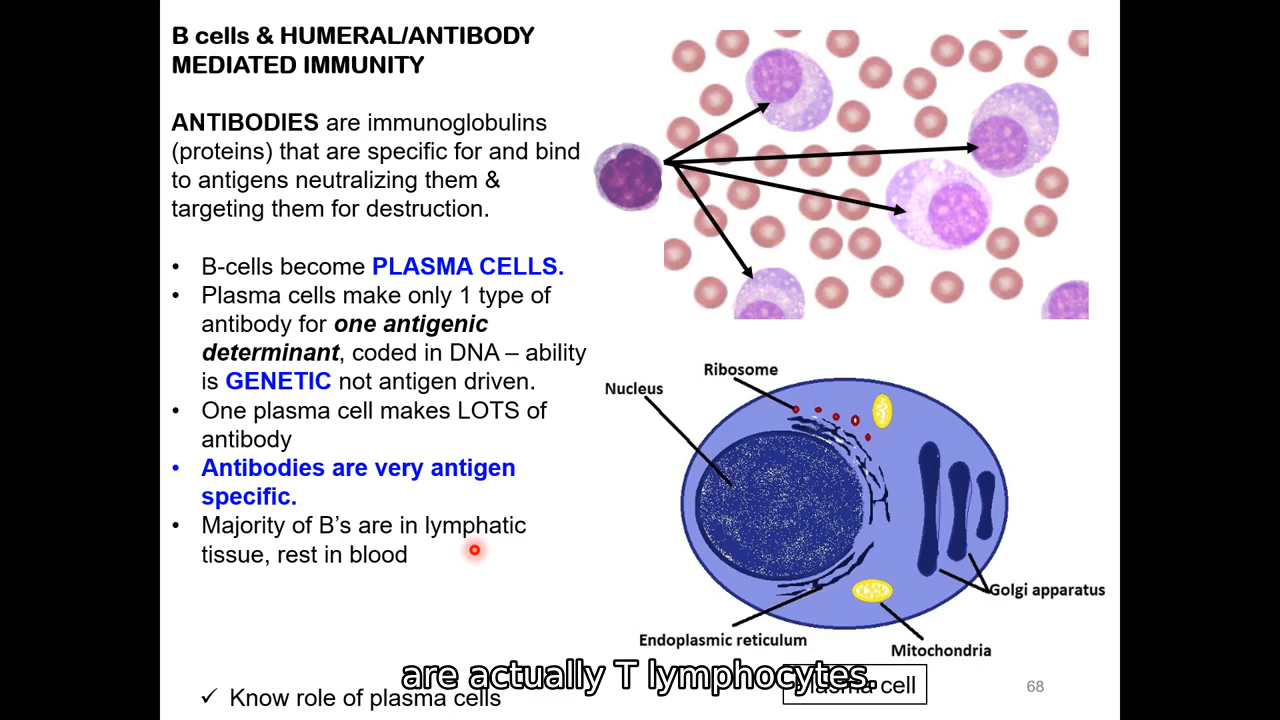 B cells & HUMERAL/ANTIBODY
MEDIATED IMMUNITY
ANTIBODIES are immunoglobulins
(proteins) that are specific for and bind
to antigens neutralizing them &
targeting them for destruction.
• B-cells become PLASMA CELLS.
• Plasma cells make only 1 type of
antibody for one antigenic
determinant, coded in DNA – ability
is GENETIC not antigen driven.
• One plasma cell makes LOTS of
antibody
• Antibodies are very antigen
specific.
• Majority of B's are in lymphatic
tissue, rest in blood
✓ Know role of plasma cells
Ribosome
Nucleus
Golgi apparatus
Endoplasmic reticulum
Mitochondria
cell
68
are actually T lymphocytes.